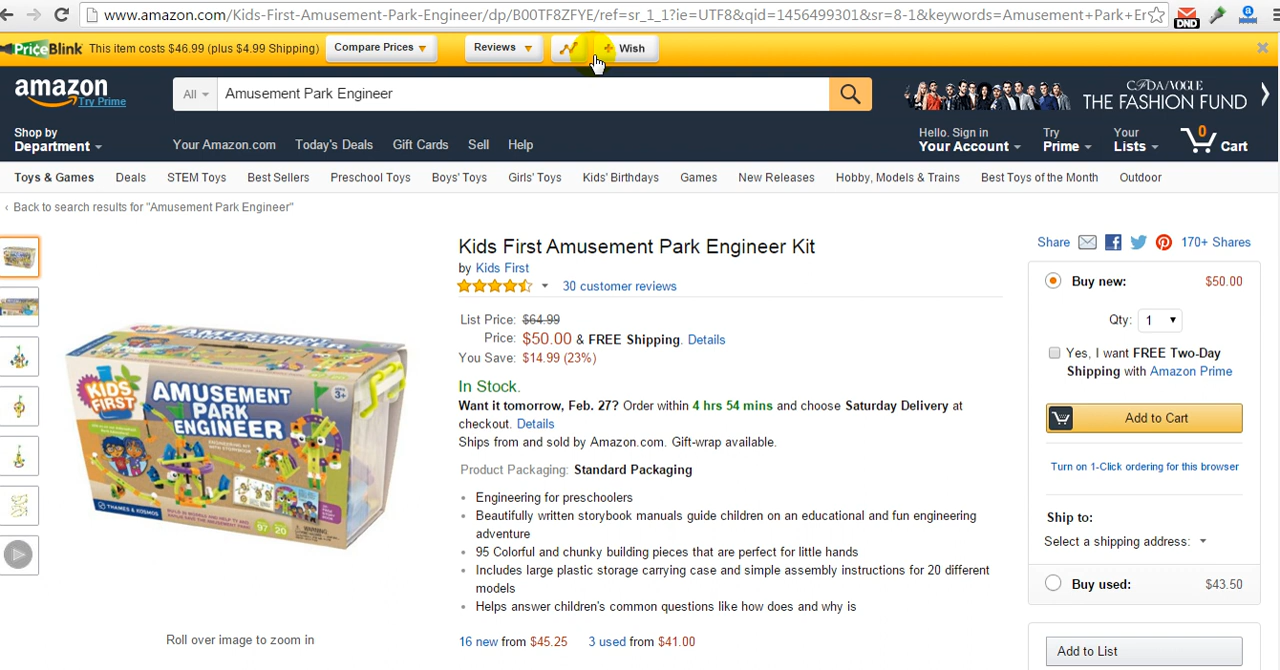 www.amazon.com/Kids-First-Amusement-Park-Engineer/dp/B00TF8ZFYE/ref=sr_1_1?ie=UTF8&qid=1456499301&sr=8-1&keywords=Amusement+Park+Er
DND
PriceBlink This item costs $46.99 (plus $4.99 Shipping) Compare Prices Reviews + Wish
amazon
Try Prime
All Amusement Park Engineer
CFDA/VOGUE
THE FASHION FUND
Shop by
Department
Your Amazon.com Today's Deals Gift Cards Sell Help
Hello. Sign in
Your Account
Try
Prime
Your
Lists
0
Cart
Toys & Games Deals STEM Toys Best Sellers Preschool Toys Boys' Toys Girls' Toys Kids' Birthdays Games New Releases Hobby, Models & Trains Best Toys of the Month Outdoor
‹ Back to search results for "Amusement Park Engineer"
KIDS
FIRST
AMUSEMENT
PARK
ENGINEER
3+
THAMES & KOSMOS
97 20
Roll over image to zoom in
Kids First Amusement Park Engineer Kit
by Kids First
30 customer reviews
List Price: $64.99
Price: $50.00 & FREE Shipping. Details
You Save: $14.99 (23%)
In Stock.
Want it tomorrow, Feb. 27? Order within 4 hrs 54 mins and choose Saturday Delivery at
checkout. Details
Ships from and sold by Amazon.com. Gift-wrap available.
Product Packaging: Standard Packaging
Engineering for preschoolers
Beautifully written storybook manuals guide children on an educational and fun engineering
adventure
95 Colorful and chunky building pieces that are perfect for little hands
Includes large plastic storage carrying case and simple assembly instructions for 20 different
models
Helps answer children's common questions like how does and why is
16 new from $45.25 3 used from $41.00
Share 170+ Shares
Buy new: $50.00
Qty: 1
Yes, I want FREE Two-Day
Shipping with Amazon Prime
Add to Cart
Turn on 1-Click ordering for this browser
Ship to:
Select a shipping address:
Buy used: $43.50
Add to List